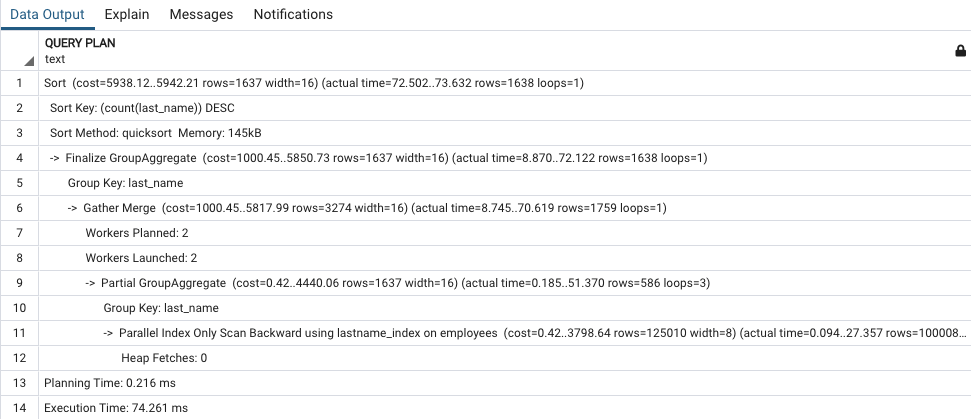 Data Output Explain Messages Notifications
QUERY PLAN
text
1 Sort (cost=5938.12..5942.21 rows=1637 width=16) (actual time=72.502..73.632 rows=1638 loops=1)
2 Sort Key: (count(last_name)) DESC
3 Sort Method: quicksort Memory: 145kB
4 -> Finalize GroupAggregate (cost=1000.45..5850.73 rows=1637 width=16) (actual time=8.870..72.122 rows=1638 loops=1)
5 Group Key: last_name
6 -> Gather Merge (cost=1000.45..5817.99 rows=3274 width=16) (actual time=8.745..70.619 rows=1759 loops=1)
7 Workers Planned: 2
8 Workers Launched: 2
9 -> Partial GroupAggregate (cost=0.42..4440.06 rows=1637 width=16) (actual time=0.185..51.370 rows=586 loops=3)
10 Group Key: last_name
11 -> Parallel Index Only Scan Backward using lastname_index on employees (cost=0.42..3798.64 rows=125010 width=8) (actual time=0.094..27.357 rows=100008...
12 Heap Fetches: 0
13 Planning Time: 0.216 ms
14 Execution Time: 74.261 ms